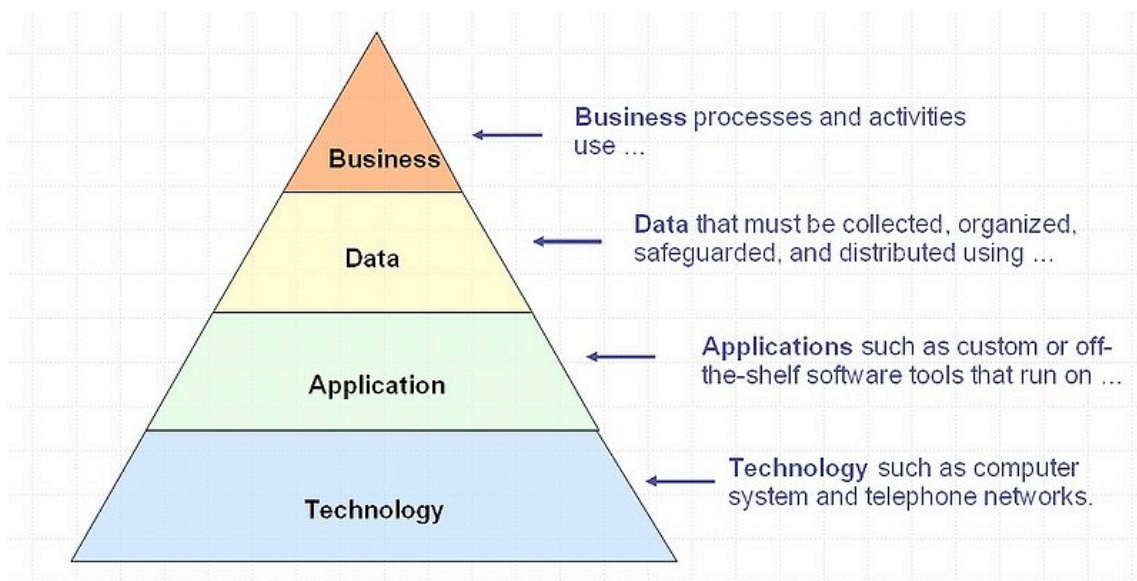 Business
Business processes and activities
use ...
Data
Data that must be collected, organized,
safeguarded, and distributed using ...
Application
Applications such as custom or off-
the-shelf software tools that run on ...
Technology
Technology such as computer
system and telephone networks.